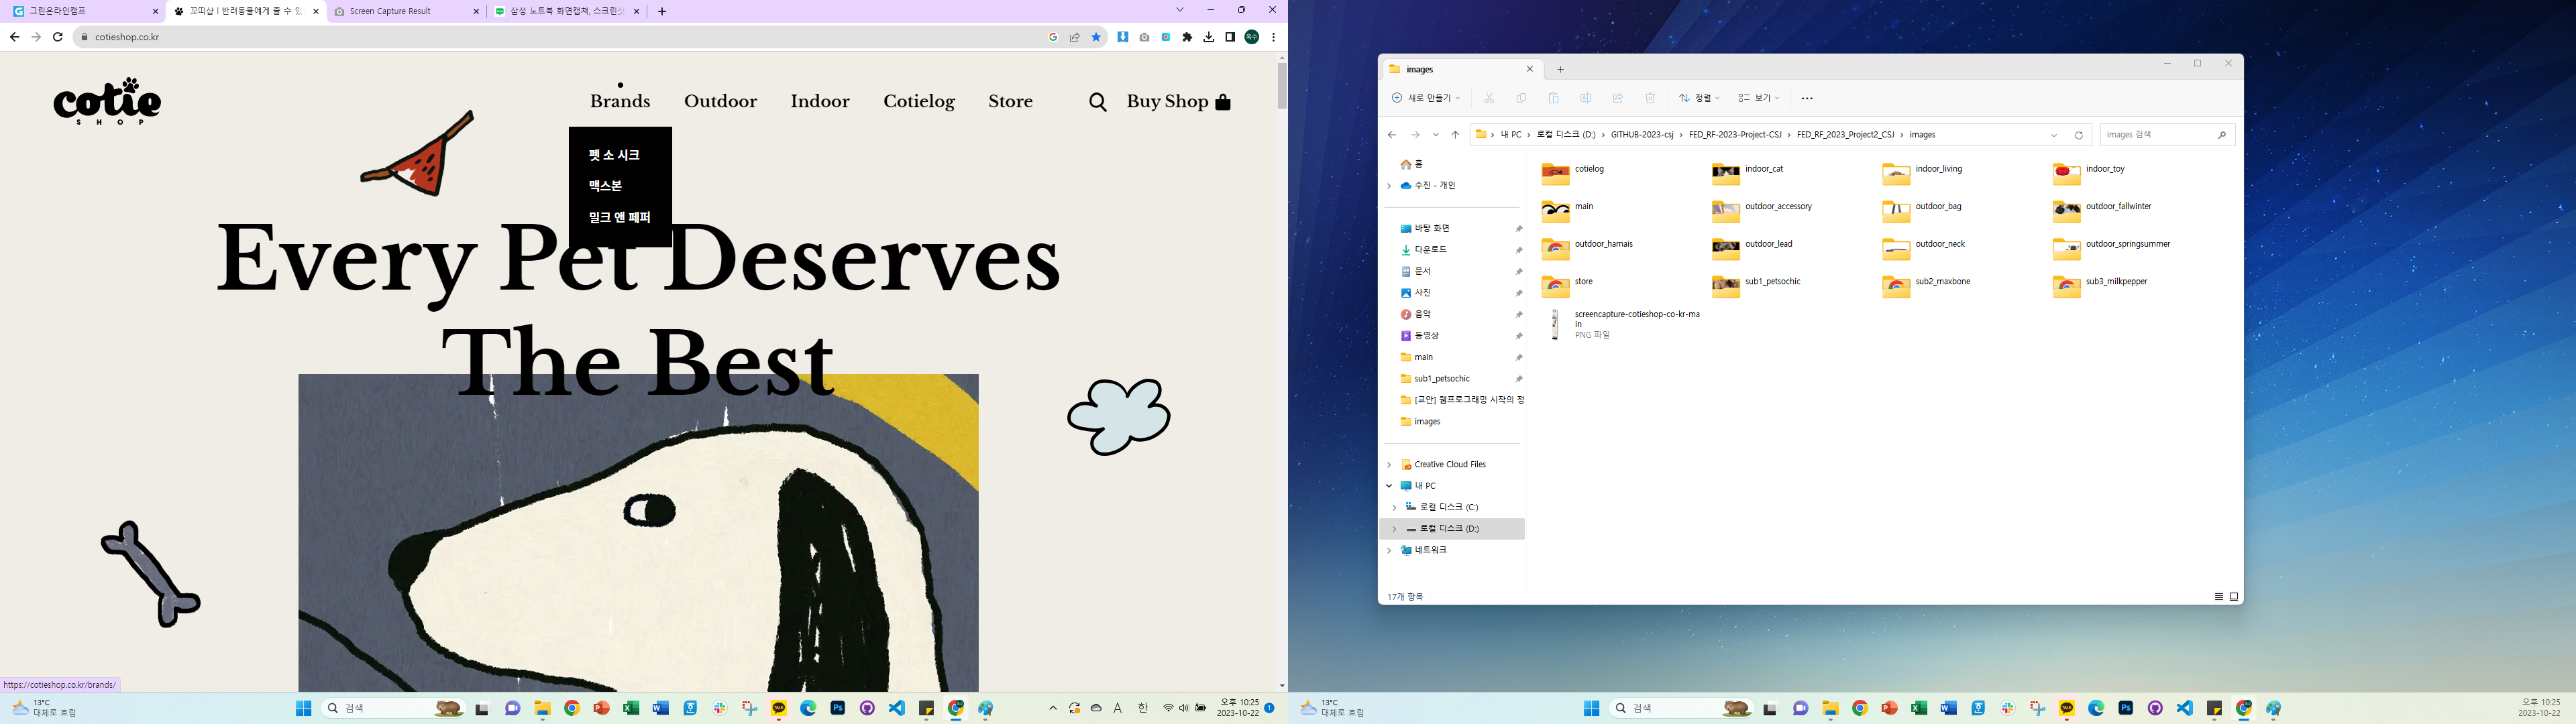 그린온라인캠프
꼬띠샵 | 반려동물에게 줄 수 있
Screen Capture Result
삼성 노트북 화면캡쳐, 스크린샷
cotieshop.co.kr
cotie
SHOP
Brands
Outdoor
Indoor
Cotielog
Store
Buy Shop
펫 소 시크
맥스본
밀크 앤 페퍼
Every Pet Deserves
The Best
https://cotieshop.co.kr/brands/
13°C
대체로 흐림
검색
A
한
오후 10:25
2023-10-22
1
images
새로 만들기
정렬
보기
내 PC
로컬 디스크 (D:)
GITHUB-2023-csj
FED_RF-2023-Project-CSJ
FED_RF_2023_Project2_CSJ
images
images 검색
홈
수진 - 개인
바탕 화면
다운로드
문서
사진
음악
동영상
main
sub1_petsochic
[교안] 웹프로그래밍 시작의 정
images
Creative Cloud Files
내 PC
로컬 디스크 (C:)
로컬 디스크 (D:)
네트워크
cotielog
indoor_cat
indoor_living
indoor_toy
main
outdoor_accessory
outdoor_bag
outdoor_fallwinter
outdoor_harnais
outdoor_lead
outdoor_neck
outdoor_springsummer
store
sub1_petsochic
sub2_maxbone
sub3_milkpepper
screencapture-cotieshop-co-kr-ma
in
PNG 파일
17개 항목
13°C
대체로 흐림
검색
오후 10:25
2023-10-22